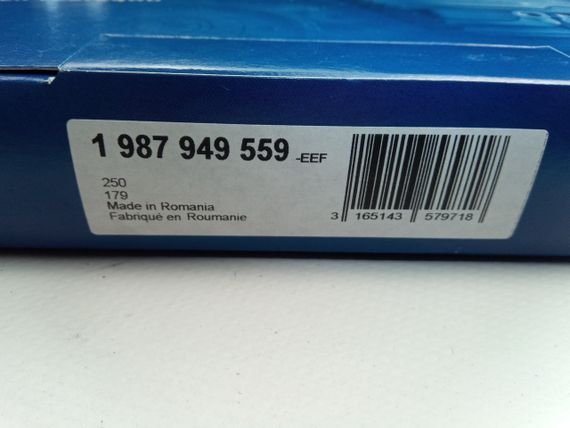 1 987 949 559 -EEF
250
179
Made in Romania
Fabriqué en Roumanie
3 165143 579718